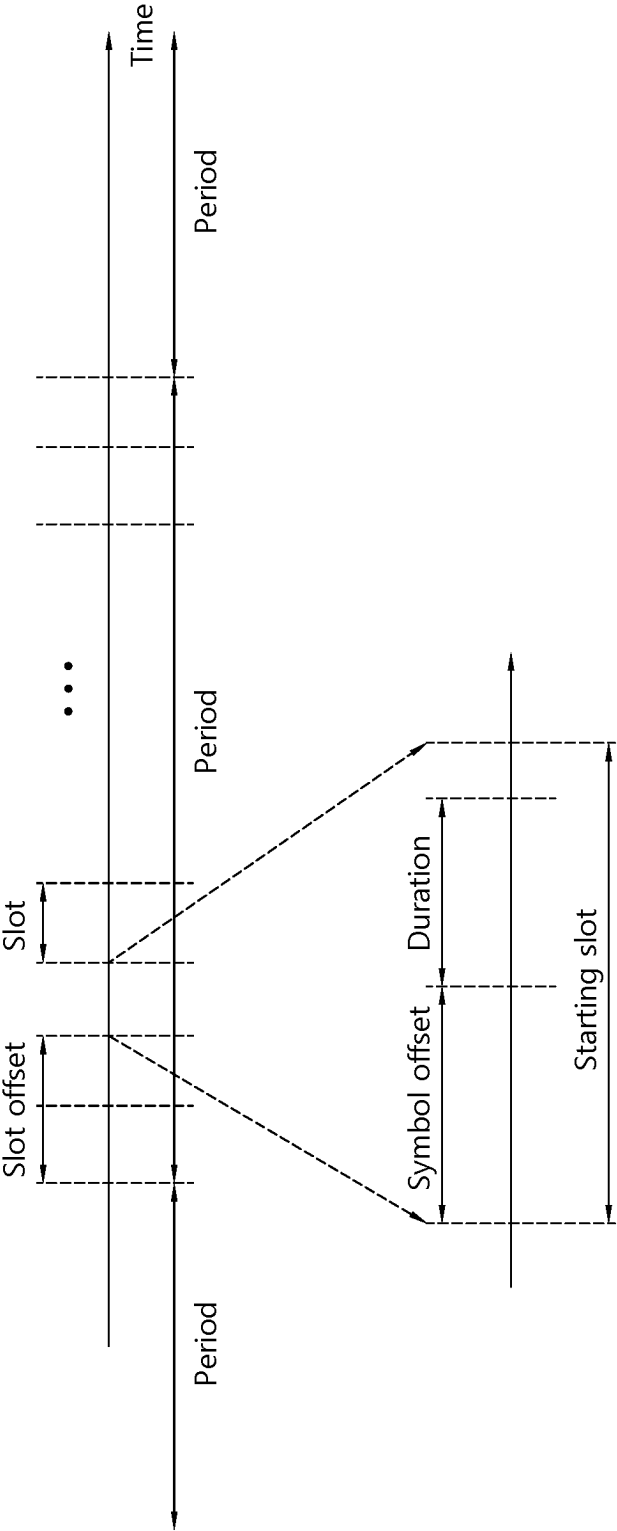 Slot offset
Slot
Time
Period
Period
Period
Symbol offset
Duration
Starting slot